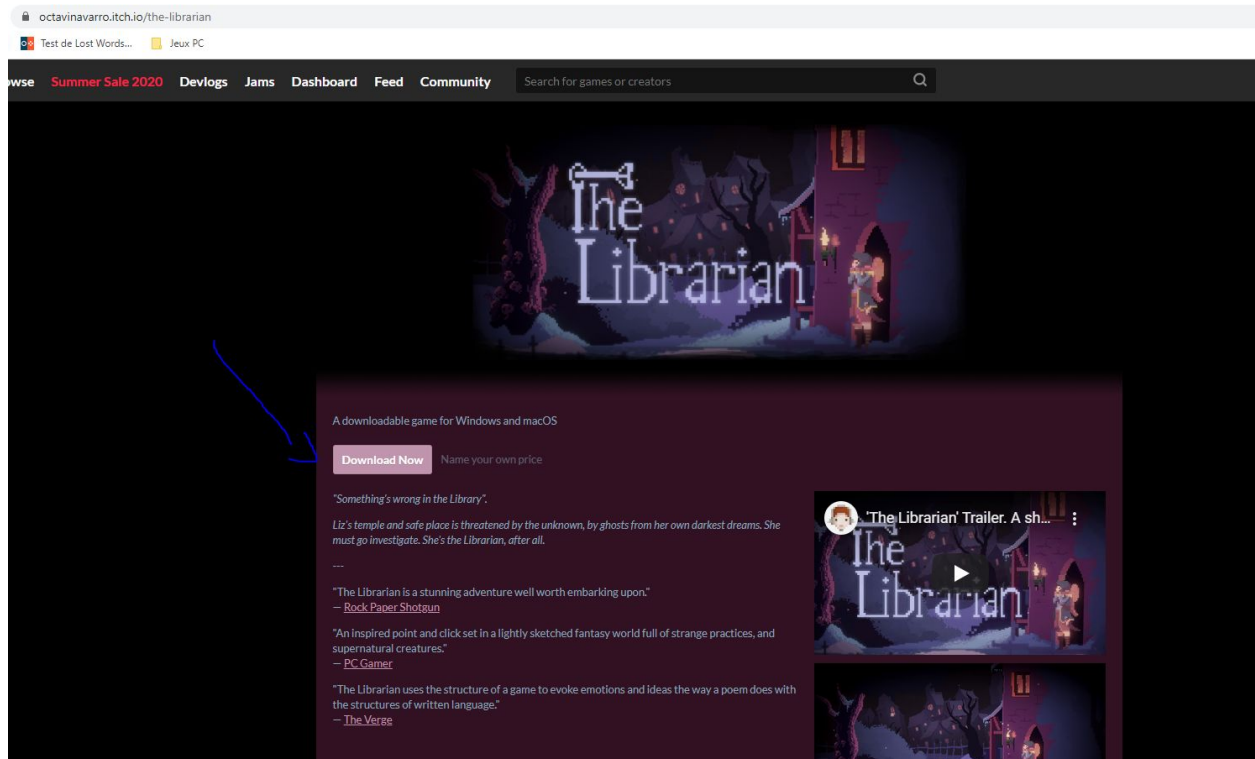 octavinavarro.itch.io/the-librarian
Test de Lost Words... Jeux PC
owse Summer Sale 2020 Devlogs Jams Dashboard Feed Community Search for games or creators
The
Librarian
A downloadable game for Windows and macOS
Download Now Name your own price
"Something's wrong in the Library".
Liz's temple and safe place is threatened by the unknown, by ghosts from her own darkest dreams. She
must go investigate. She's the Librarian, after all.
---
"The Librarian is a stunning adventure well worth embarking upon."
— Rock Paper Shotgun
"An inspired point and click set in a lightly sketched fantasy world full of strange practices, and
supernatural creatures."
— PC Gamer
"The Librarian uses the structure of a game to evoke emotions and ideas the way a poem does with
the structures of written language."
— The Verge
'The Librarian' Trailer. A sh...
The
Librarian